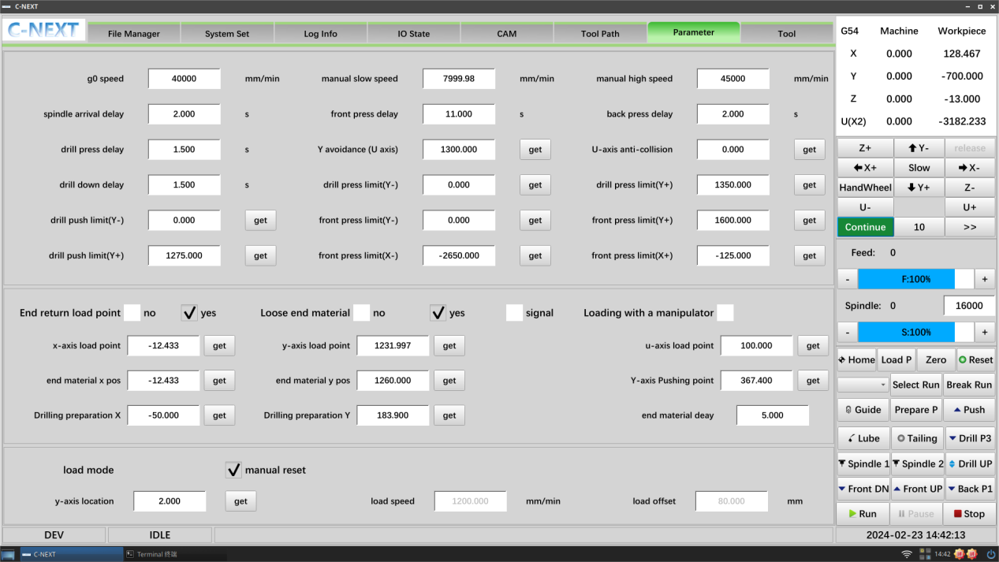 C-NEXT
C-NEXT File Manager System Set Log Info IO State CAM Tool Path Parameter Tool
g0 speed 40000 mm/min manual slow speed 7999.98 mm/min manual high speed 45000 mm/min
spindle arrival delay 2.000 s front press delay 11.000 s back press delay 2.000 s
drill press delay 1.500 s Y avoidance (U axis) 1300.000 get U-axis anti-collision 0.000 get
drill down delay 1.500 s drill press limit(Y-) 0.000 get drill press limit(Y+) 1350.000 get
drill push limit(Y-) 0.000 get front press limit(Y-) 0.000 get front press limit(Y+) 1600.000 get
drill push limit(Y+) 1275.000 get front press limit(X-) -2650.000 get front press limit(X+) -125.000 get
End return load point no yes Loose end material no yes signal Loading with a manipulator
x-axis load point -12.433 get y-axis load point 1231.997 get u-axis load point 100.000 get
end material x pos -12.433 get end material y pos 1260.000 get Y-axis Pushing point 367.400 get
Drilling preparation X -50.000 get Drilling preparation Y 183.900 get end material deay 5.000
load mode manual reset
y-axis location 2.000 get load speed 1200.000 mm/min load offset 80.000 mm
DEV IDLE
G54 Machine Workpiece
X 0.000 128.467
Y 0.000 -700.000
Z 0.000 -13.000
U(X2) 0.000 -3182.233
Z+ Y- release
X+ Slow X-
HandWheel Y+ Z-
U- U+
Continue 10 >>
Feed: 0
- F:100% +
Spindle: 0 16000
- S:100% +
Home Load P Zero Reset
Select Run Break Run
Guide Prepare P Push
Lube Tailing Drill P3
Spindle 1 Spindle 2 Drill UP
Front DN Front UP Back P1
Run Pause Stop
2024-02-23 14:42:13
C-NEXT Terminal 终端 14:42